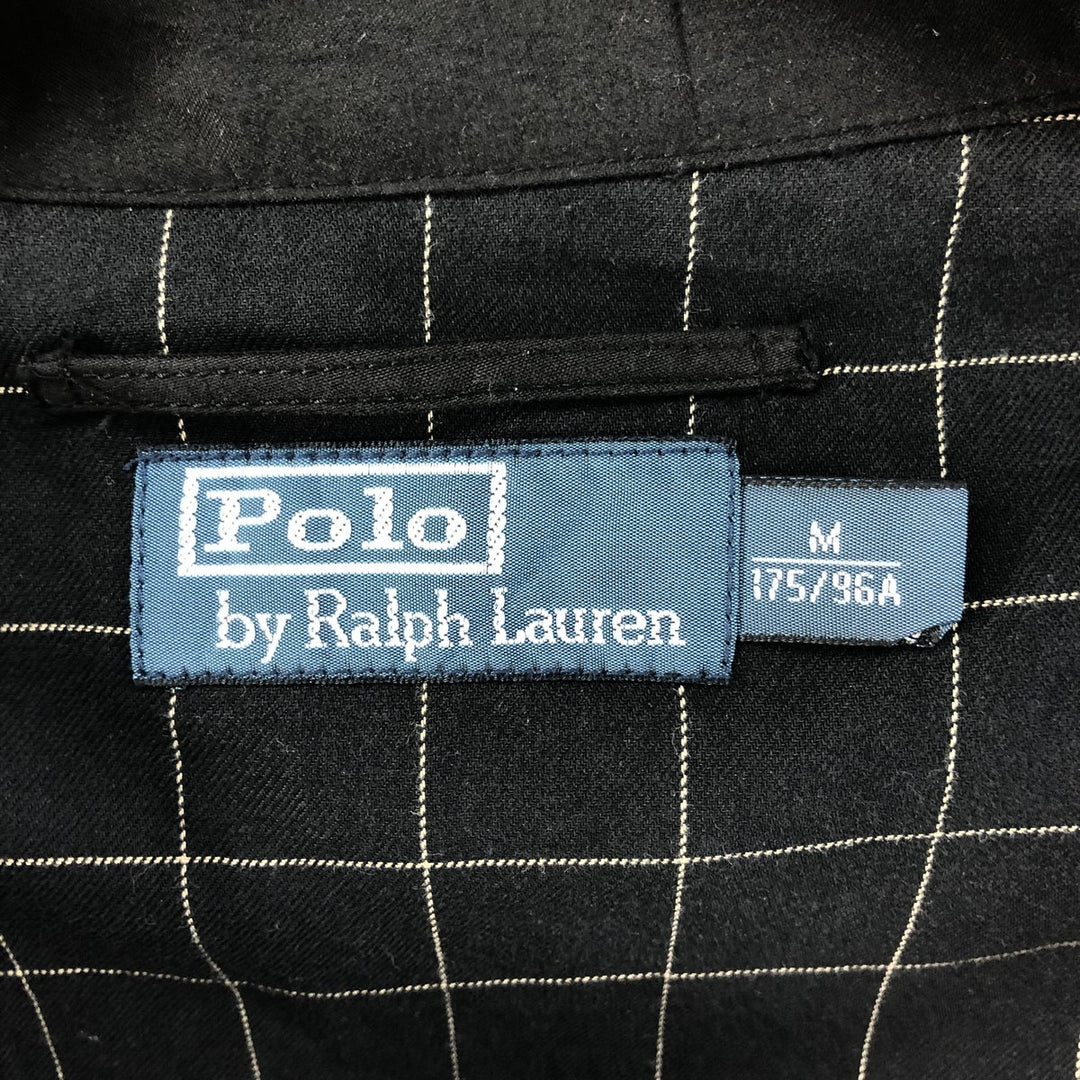 Polo
by Ralph Lauren
M
175/96A